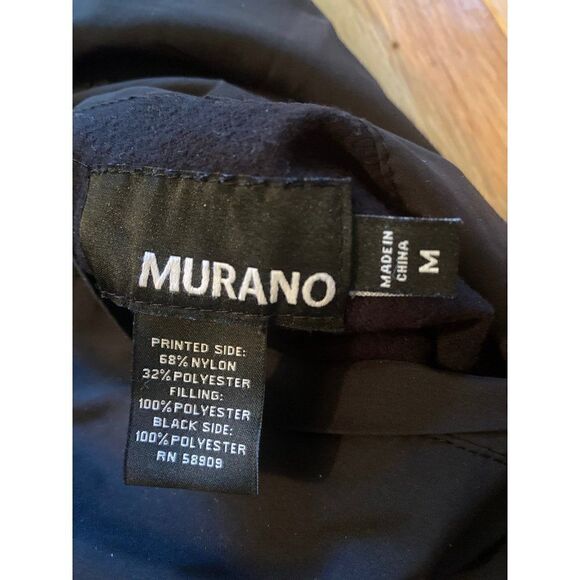 MURANO
MADE IN
CHINA
M
PRINTED SIDE:
68% NYLON
32% POLYESTER
FILLING:
100% POLYESTER
BLACK SIDE:
100% POLYESTER
RN 58909